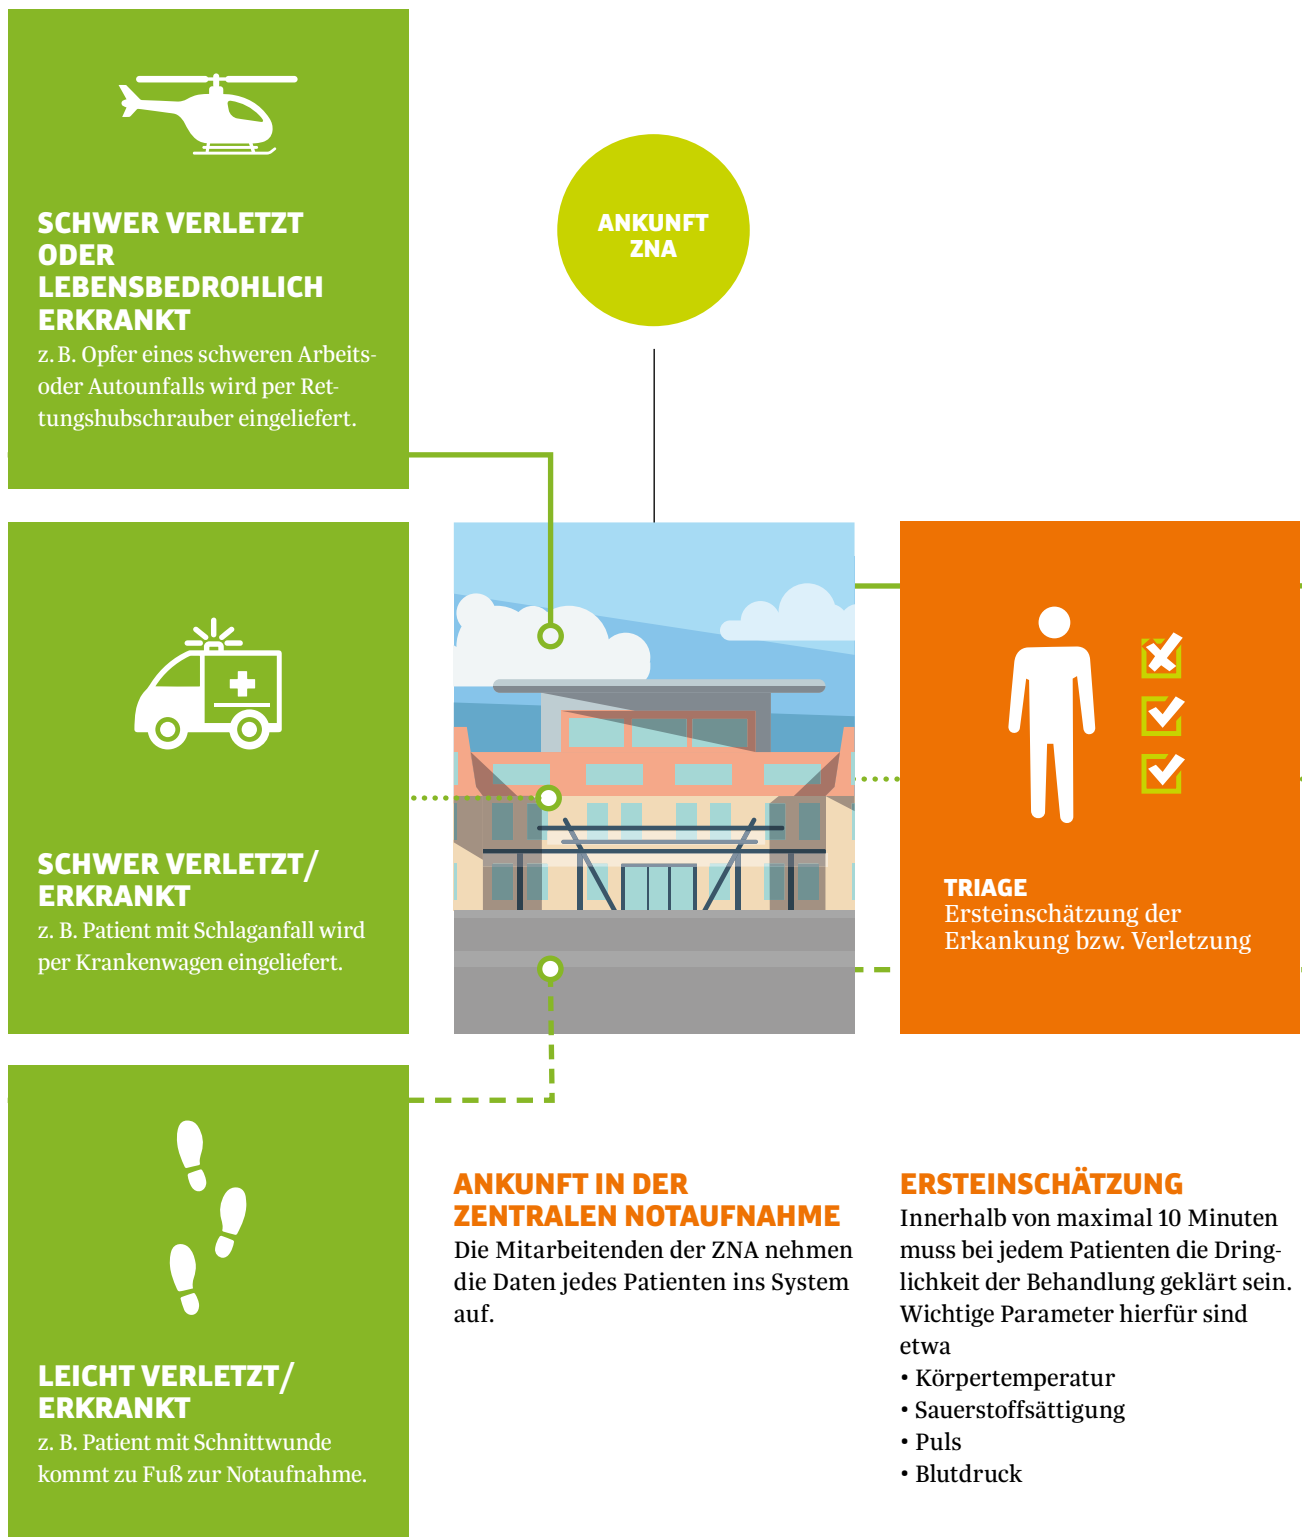 SCHWER VERLETZT
ODER
LEBENSBEDROHLICH
ERKRANKT
z. B. Opfer eines schweren Arbeits-
oder Autounfalls wird per Ret-
tungshubschrauber eingeliefert.
ANKUNFT
ZNA
SCHWER VERLETZT/
ERKRANKT
z. B. Patient mit Schlaganfall wird
per Krankenwagen eingeliefert.
TRIAGE
Ersteinschätzung der
Erkankung bzw. Verletzung
LEICHT VERLETZT/
ERKRANKT
z. B. Patient mit Schnittwunde
kommt zu Fuß zur Notaufnahme.
ANKUNFT IN DER
ZENTRALEN NOTAUFNAHME
Die Mitarbeitenden der ZNA nehmen
die Daten jedes Patienten ins System
auf.
ERSTEINSCHÄTZUNG
Innerhalb von maximal 10 Minuten
muss bei jedem Patienten die Dring-
lichkeit der Behandlung geklärt sein.
Wichtige Parameter hierfür sind
etwa
• Körpertemperatur
• Sauerstoffsättigung
• Puls
• Blutdruck